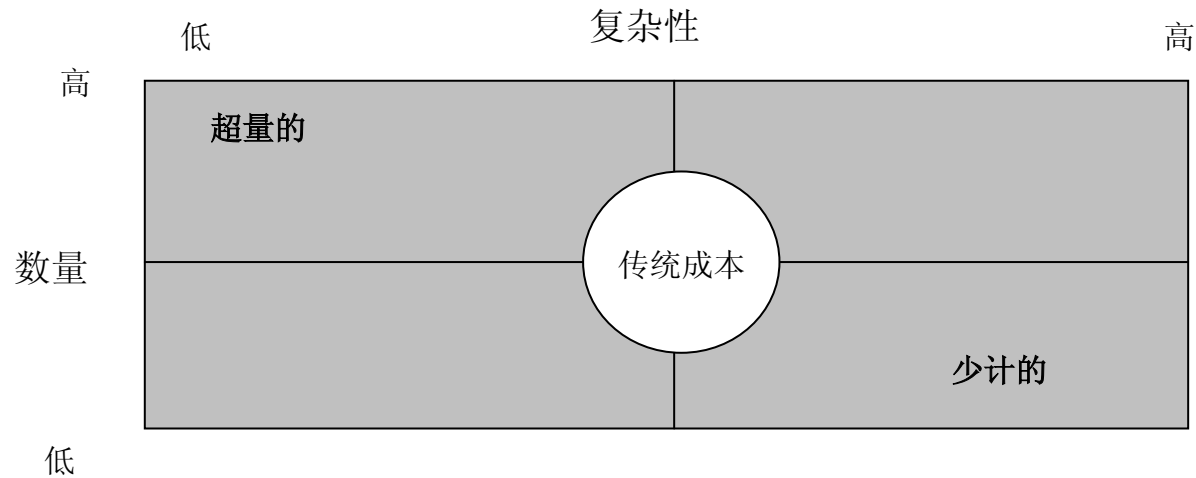 低 复杂性 高
高
超量的
数量
传统成本
少计的
低